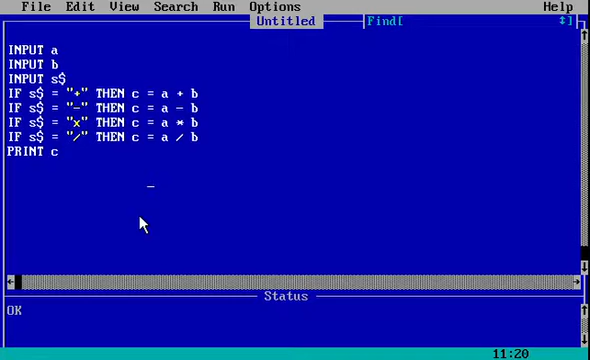 File Edit View Search Run Options Help
Untitled Find[ ]
INPUT a
INPUT b
INPUT s$
IF s$ = "+" THEN c = a + b
IF s$ = "-" THEN c = a - b
IF s$ = "x" THEN c = a * b
IF s$ = "/" THEN c = a / b
PRINT c
Status
OK
11:20